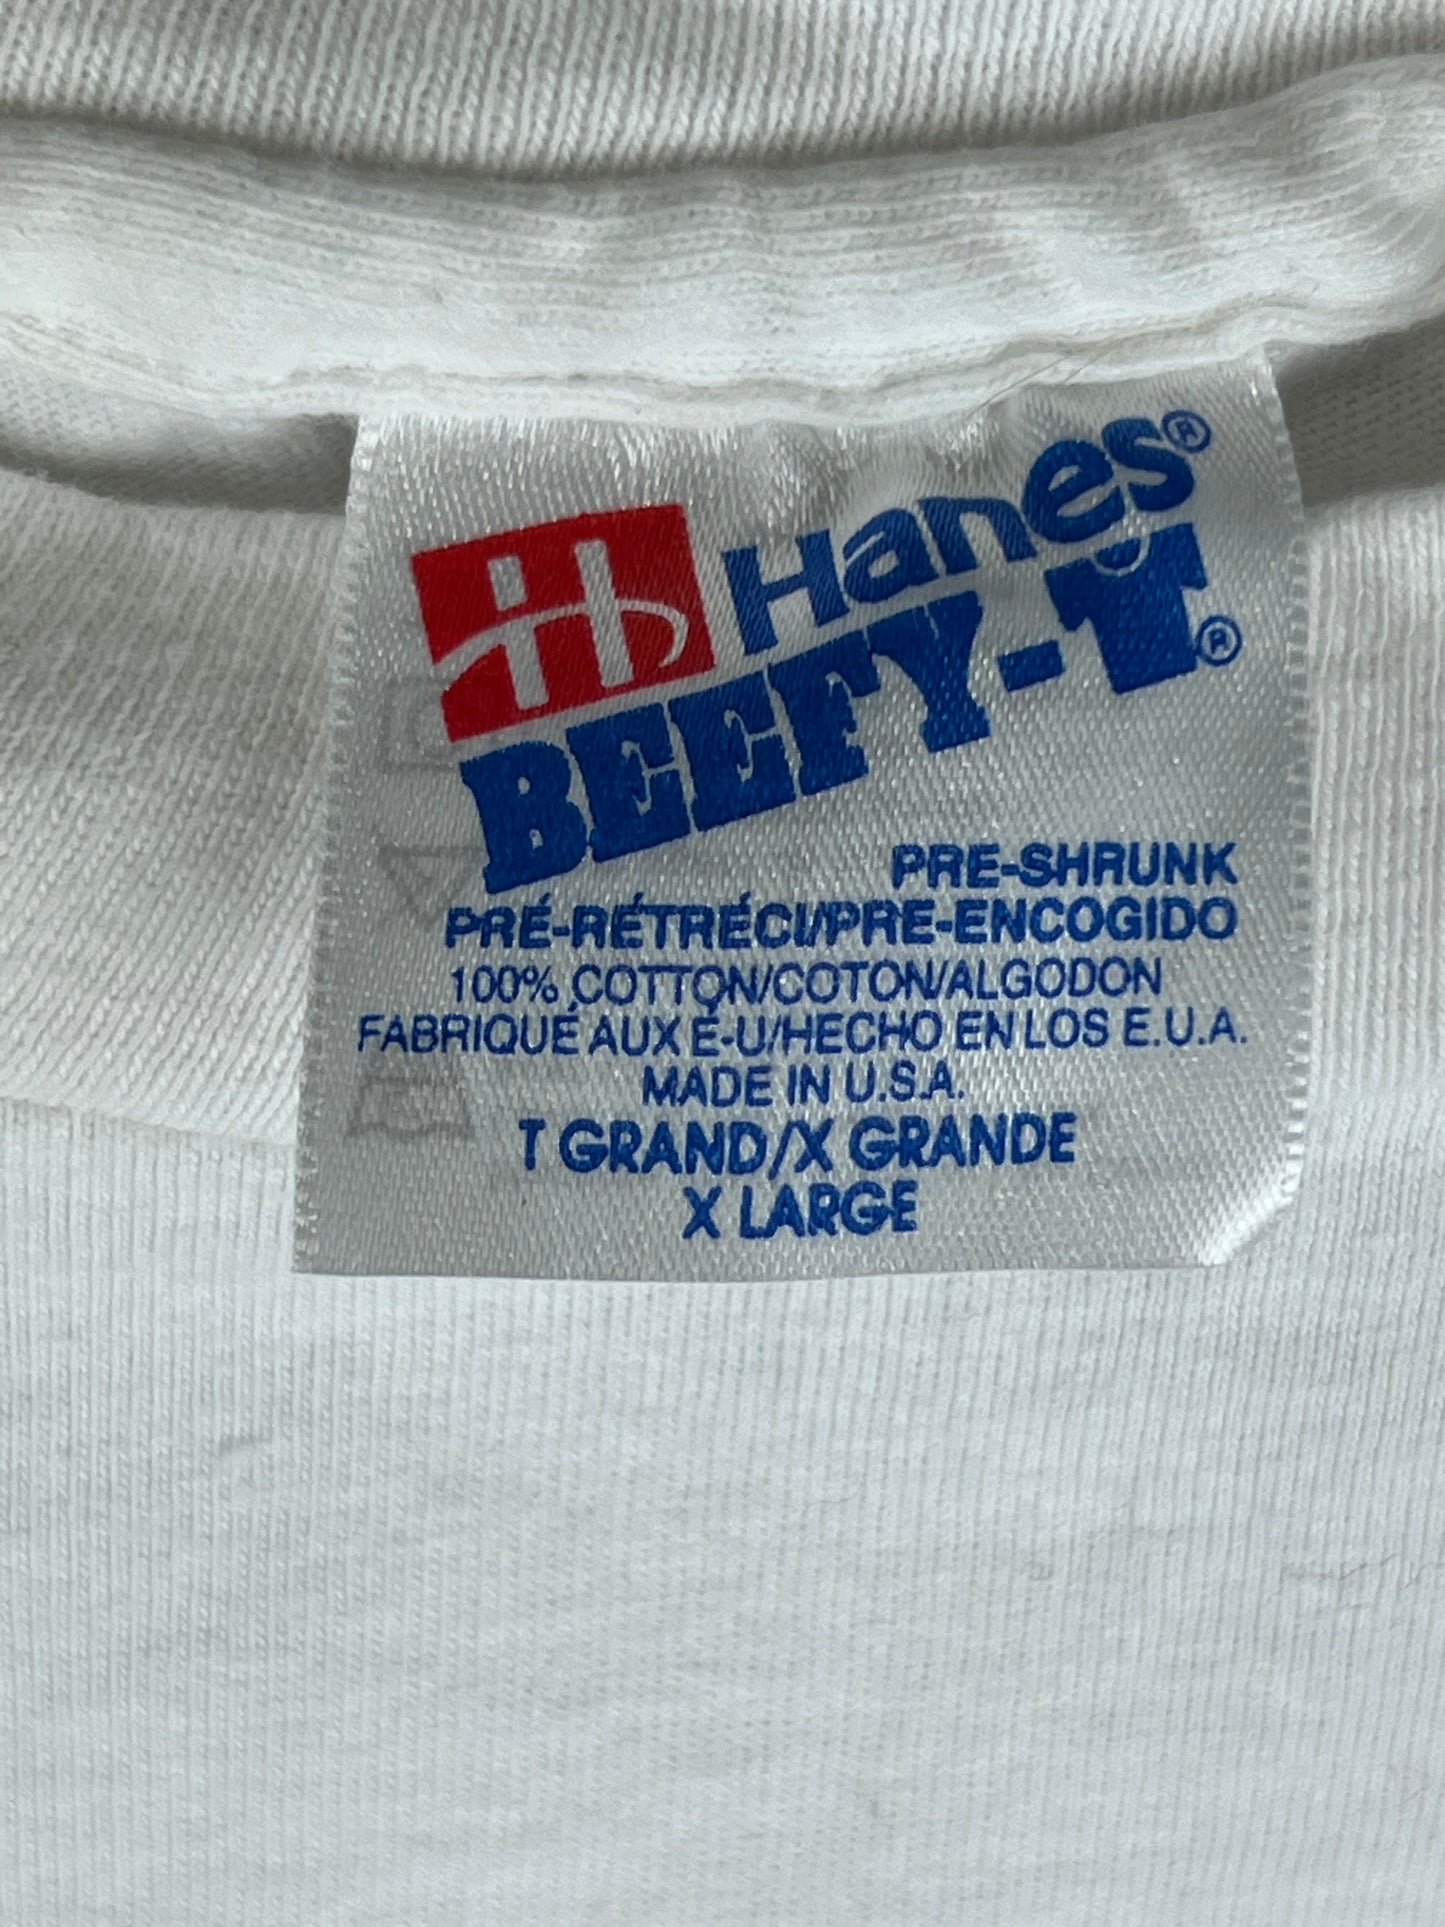 Hanes®
BEEFY-T®
PRE-SHRUNK
PRÉ-RÉTRÉCI/PRE-ENCOGIDO
100% COTTON/COTON/ALGODON
FABRIQUÉ AUX É-U/HECHO EN LOS E.U.A.
MADE IN U.S.A.
T GRAND/X GRANDE
X LARGE